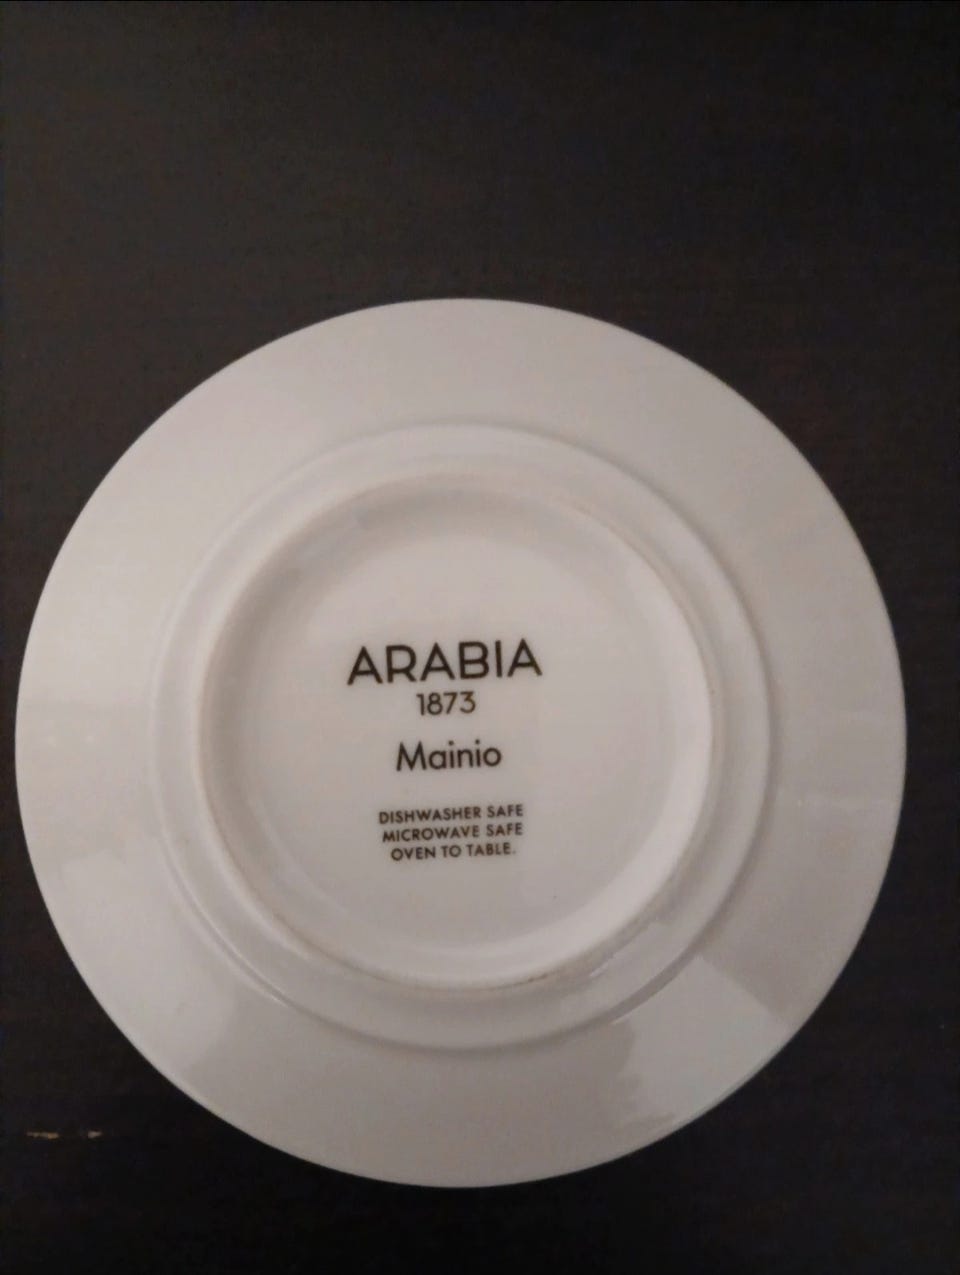 ARABIA
1873
Mainio
DISHWASHER SAFE
MICROWAVE SAFE
OVEN TO TABLE.